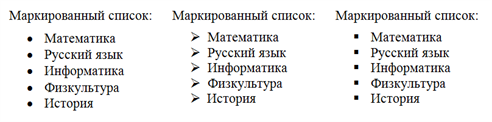 Маркированный список:
• Математика
• Русский язык
• Информатика
• Физкультура
• История
Маркированный список:
➢ Математика
➢ Русский язык
➢ Информатика
➢ Физкультура
➢ История
Маркированный список:
▪ Математика
▪ Русский язык
▪ Информатика
▪ Физкультура
▪ История